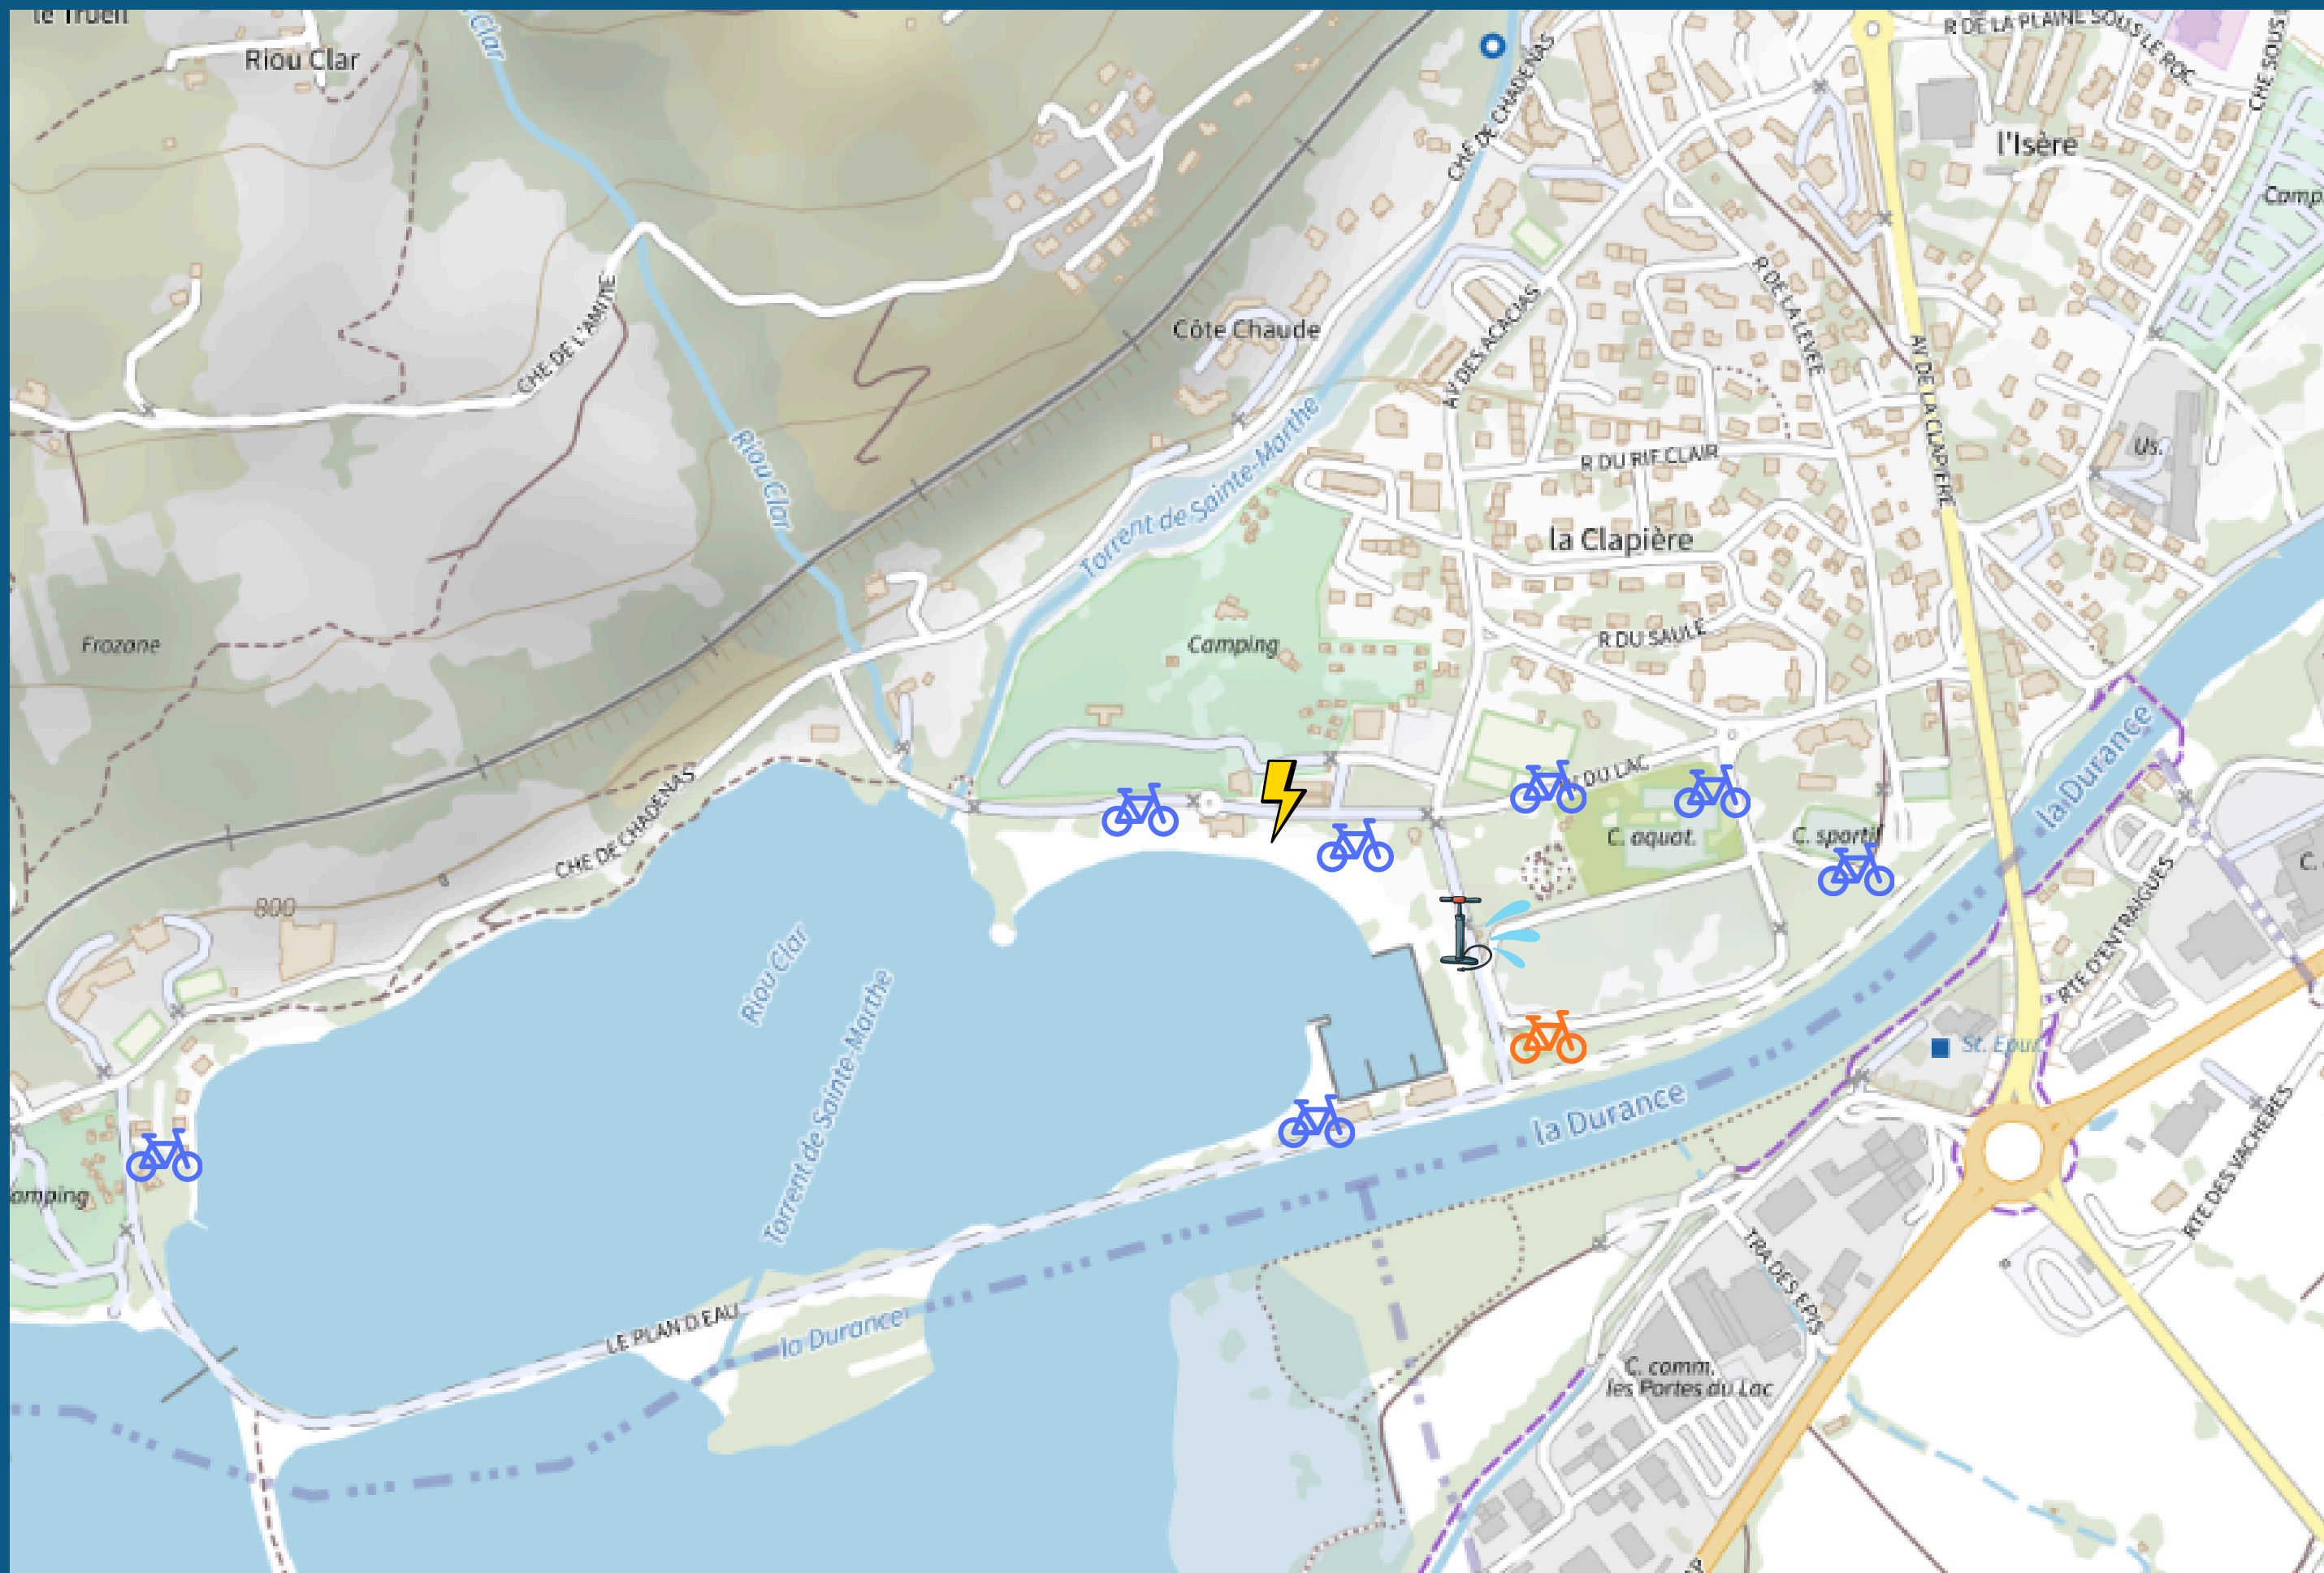 Riou Clar
Clar
R DE LA PLAINE SOUS LE ROC
CHE SOUS
CHE DE CHADENAS
l'Isère
Camp
CHE DE L'AMITIE
Côte Chaude
AV DES ACACIAS
R DE LA LEVEE
AV DE LA CLAPIERE
Riou Clar
Torrent de Sainte-Marthe
R DU RIF CLAIR
Us.
la Clapière
Frozane
Camping
R DU SAULE
la Durance
CHE DE CHADENAS
DU LAC
C. aquat.
C. sportif
C.
800
Riou Clar
Torrent de Sainte-Marthe
RTE D'ENTRAIGUES
St. Epur.
la Durance
RTE DES VACHERES
amping
TRA DES EPIS
LE PLAN D'EAU
la Durance
C. comm.
les Portes du Lac